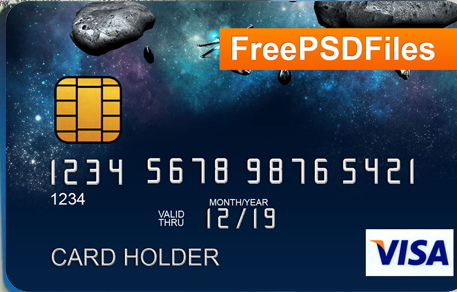 FreePSDFiles
1234 5678 9876 5421
1234
MONTH/YEAR
VALID
THRU
12/19
CARD HOLDER
VISA